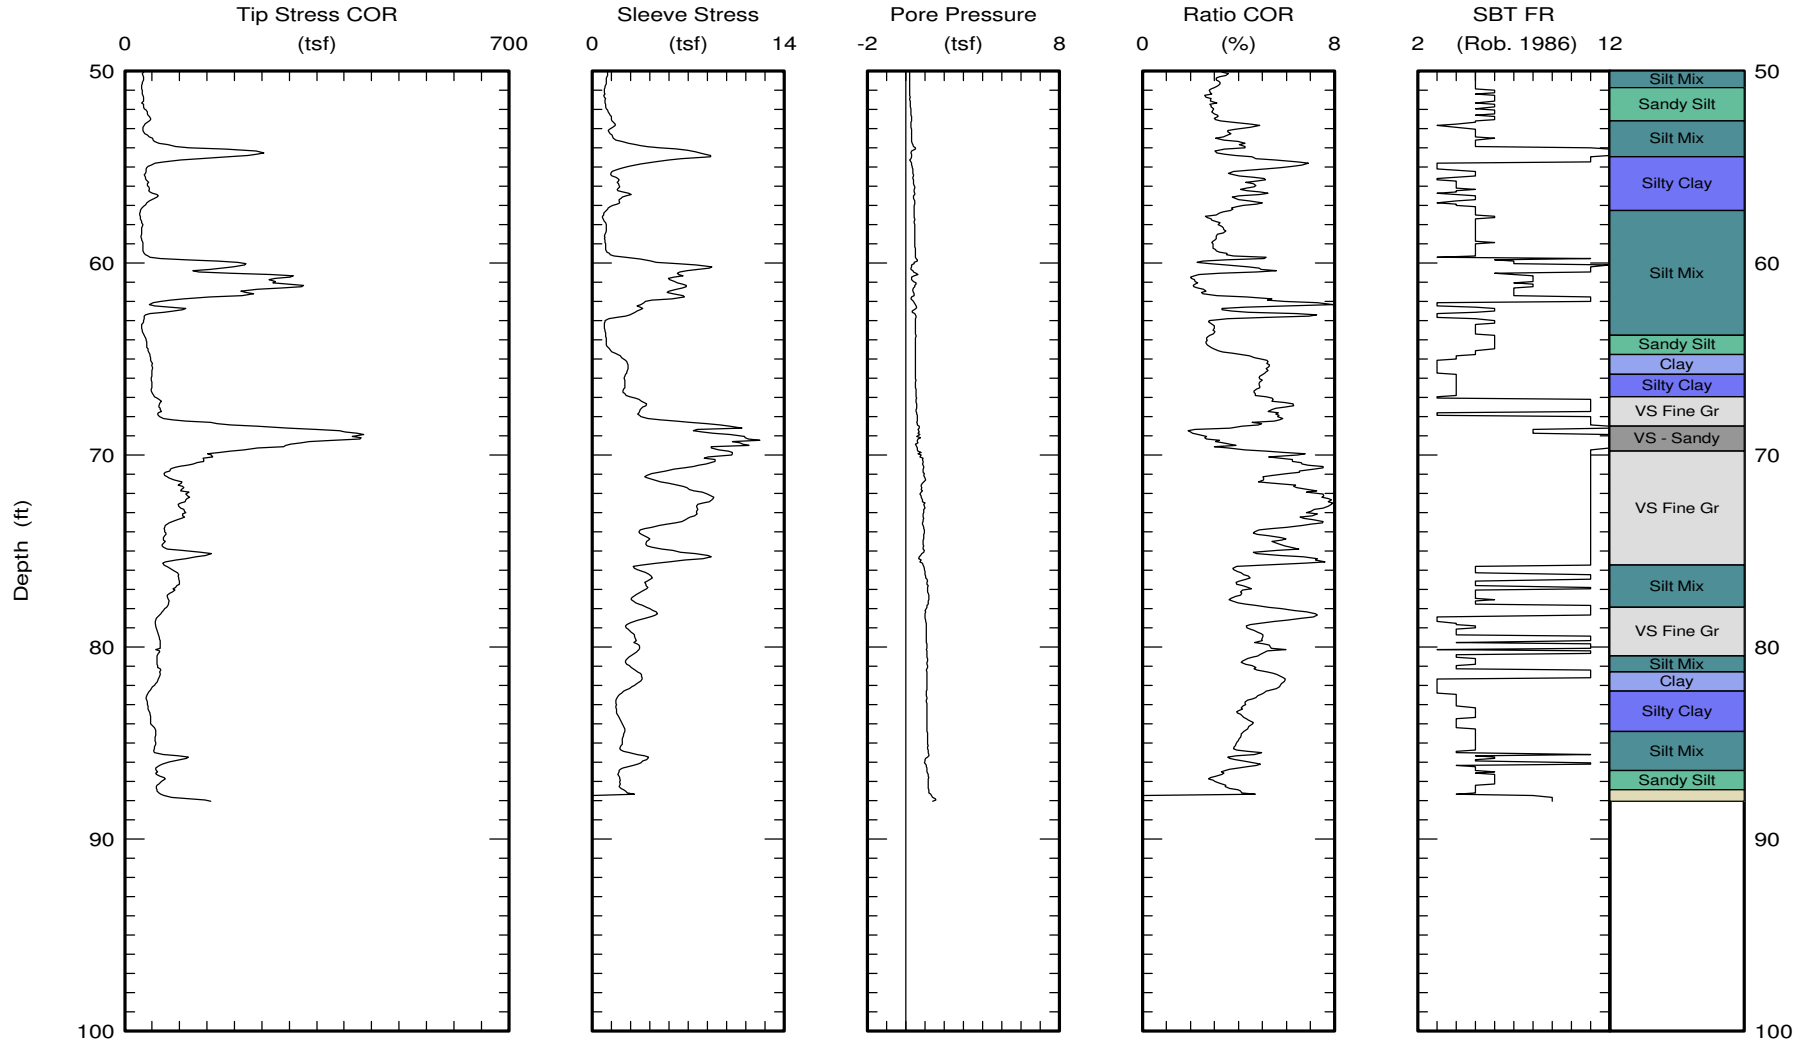 Tip Stress COR Sleeve Stress Pore Pressure Ratio COR SBT FR
0 (tsf) 700 0 (tsf) 14 -2 (tsf) 8 0 (%) 8 2 (Rob. 1986) 12
50 50
Silt Mix
Sandy Silt
Silt Mix
Silty Clay
60 Silt Mix 60
Sandy Silt
Clay
Silty Clay
VS Fine Gr
VS - Sandy
70 70
VS Fine Gr
Depth (ft)
Silt Mix
VS Fine Gr
80 80
Silt Mix
Clay
Silty Clay
Silt Mix
Sandy Silt
90 90
100 100